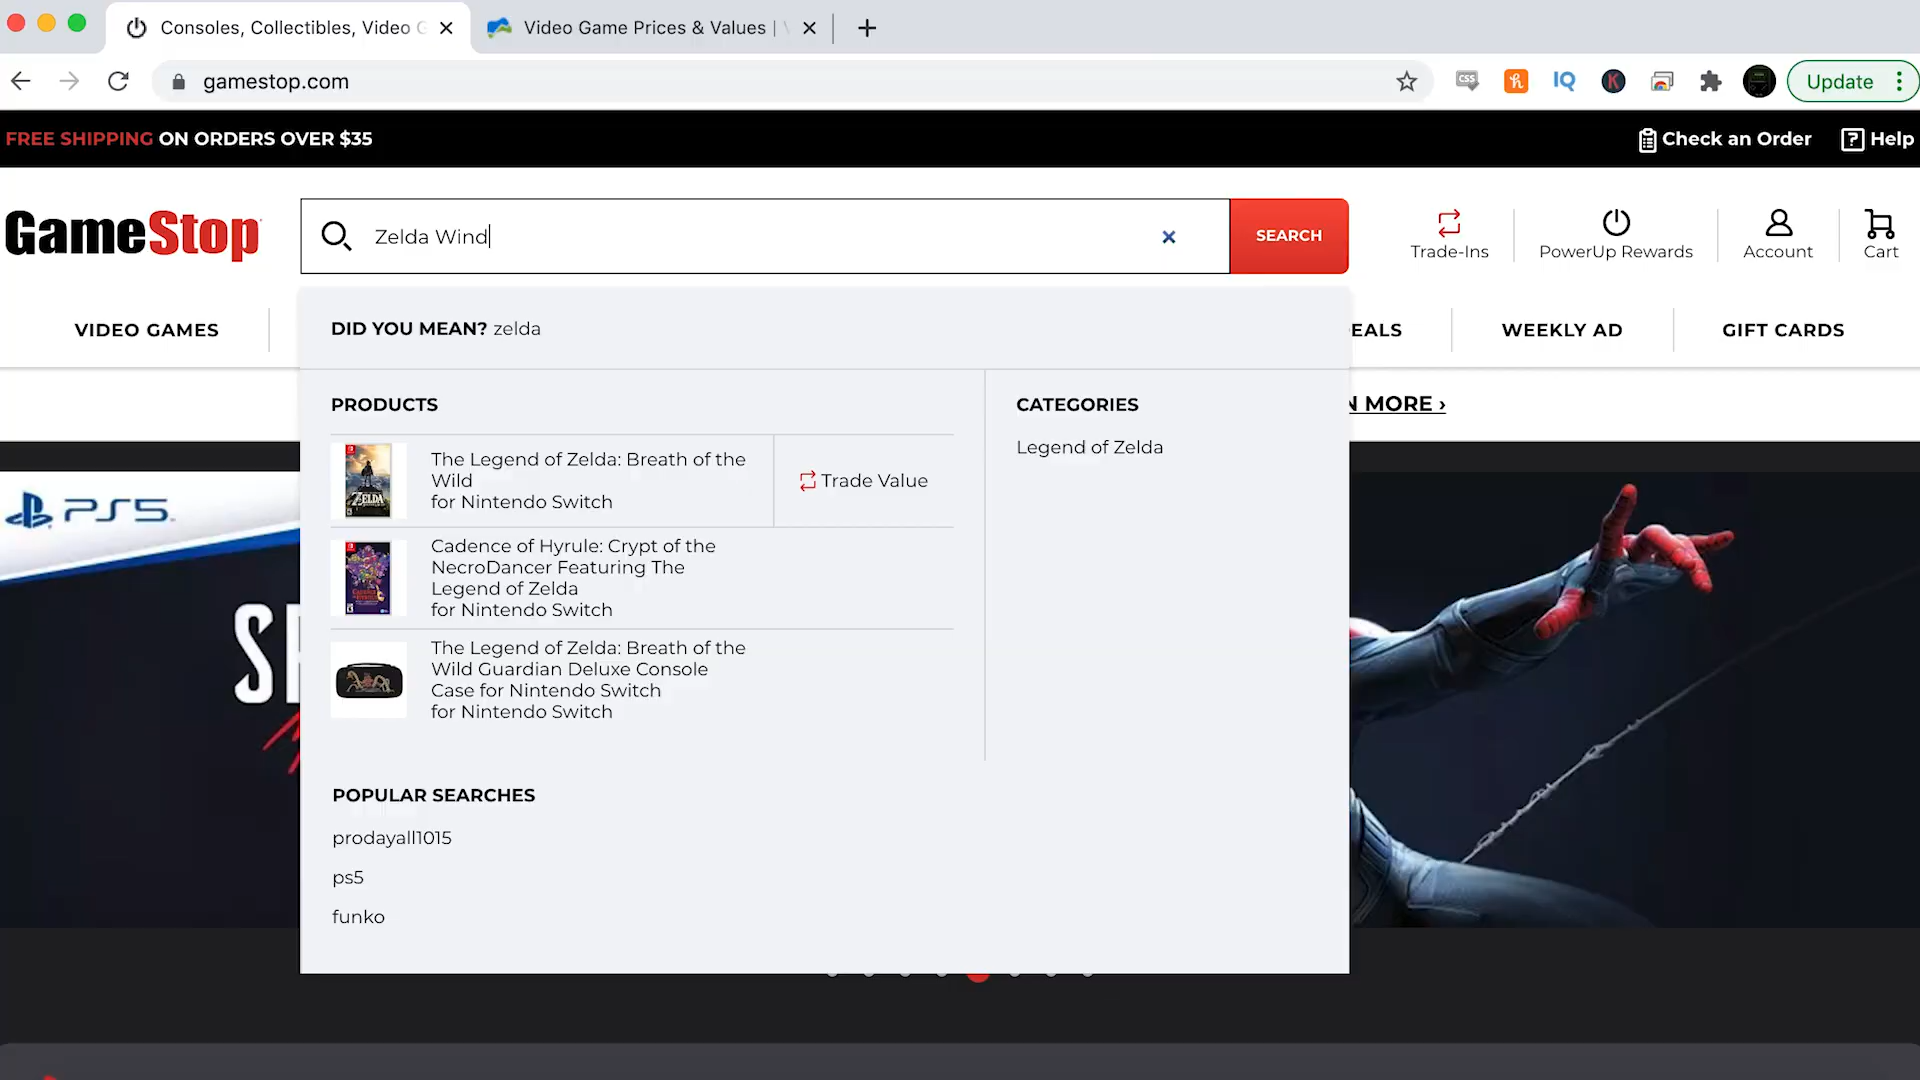 Consoles, Collectibles, Video G
Video Game Prices & Values |
gamestop.com
Update
FREE SHIPPING ON ORDERS OVER $35
Check an Order
Help
GameStop
Zelda Wind
SEARCH
Trade-Ins
PowerUp Rewards
Account
Cart
VIDEO GAMES
EALS
WEEKLY AD
GIFT CARDS
DID YOU MEAN? zelda
N MORE ›
PRODUCTS
The Legend of Zelda: Breath of the
Wild
for Nintendo Switch
Trade Value
Cadence of Hyrule: Crypt of the
NecroDancer Featuring The
Legend of Zelda
for Nintendo Switch
The Legend of Zelda: Breath of the
Wild Guardian Deluxe Console
Case for Nintendo Switch
for Nintendo Switch
CATEGORIES
Legend of Zelda
POPULAR SEARCHES
prodayall1015
ps5
funko
PS5
SP
CSS
IQ
K
ZELDA